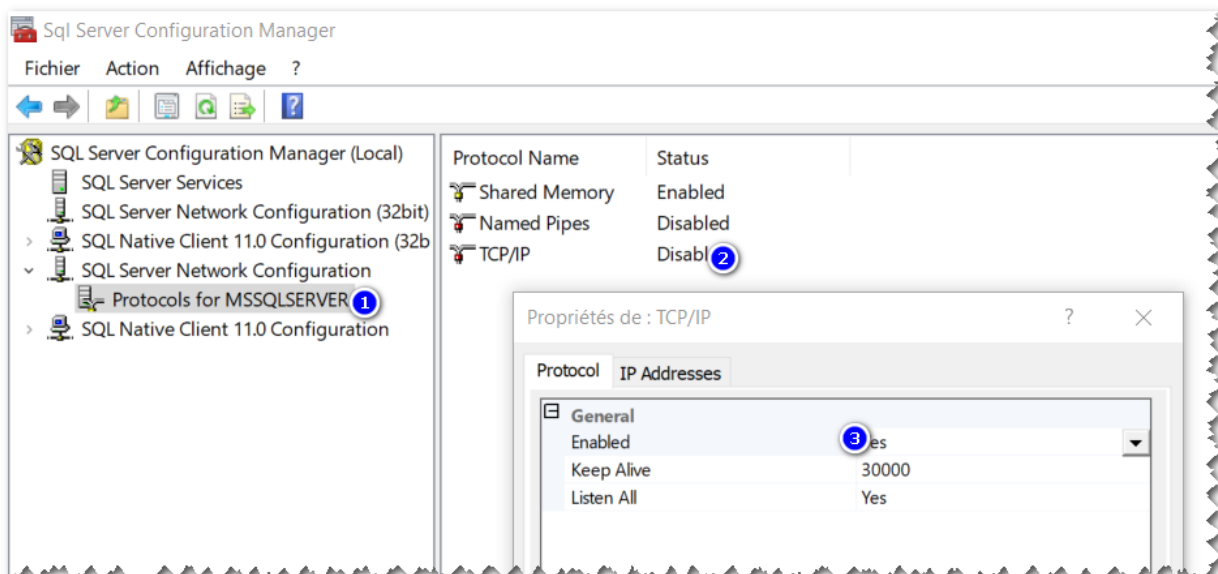 Sql Server Configuration Manager
Fichier Action Affichage ?
SQL Server Configuration Manager (Local)
SQL Server Services
SQL Server Network Configuration (32bit)
SQL Native Client 11.0 Configuration (32b
SQL Server Network Configuration
Protocols for MSSQLSERVER 1
SQL Native Client 11.0 Configuration
Protocol Name Status
Shared Memory Enabled
Named Pipes Disabled
TCP/IP Disabl 2
Propriétés de : TCP/IP ?
Protocol IP Addresses
General
Enabled 3 es
Keep Alive 30000
Listen All Yes